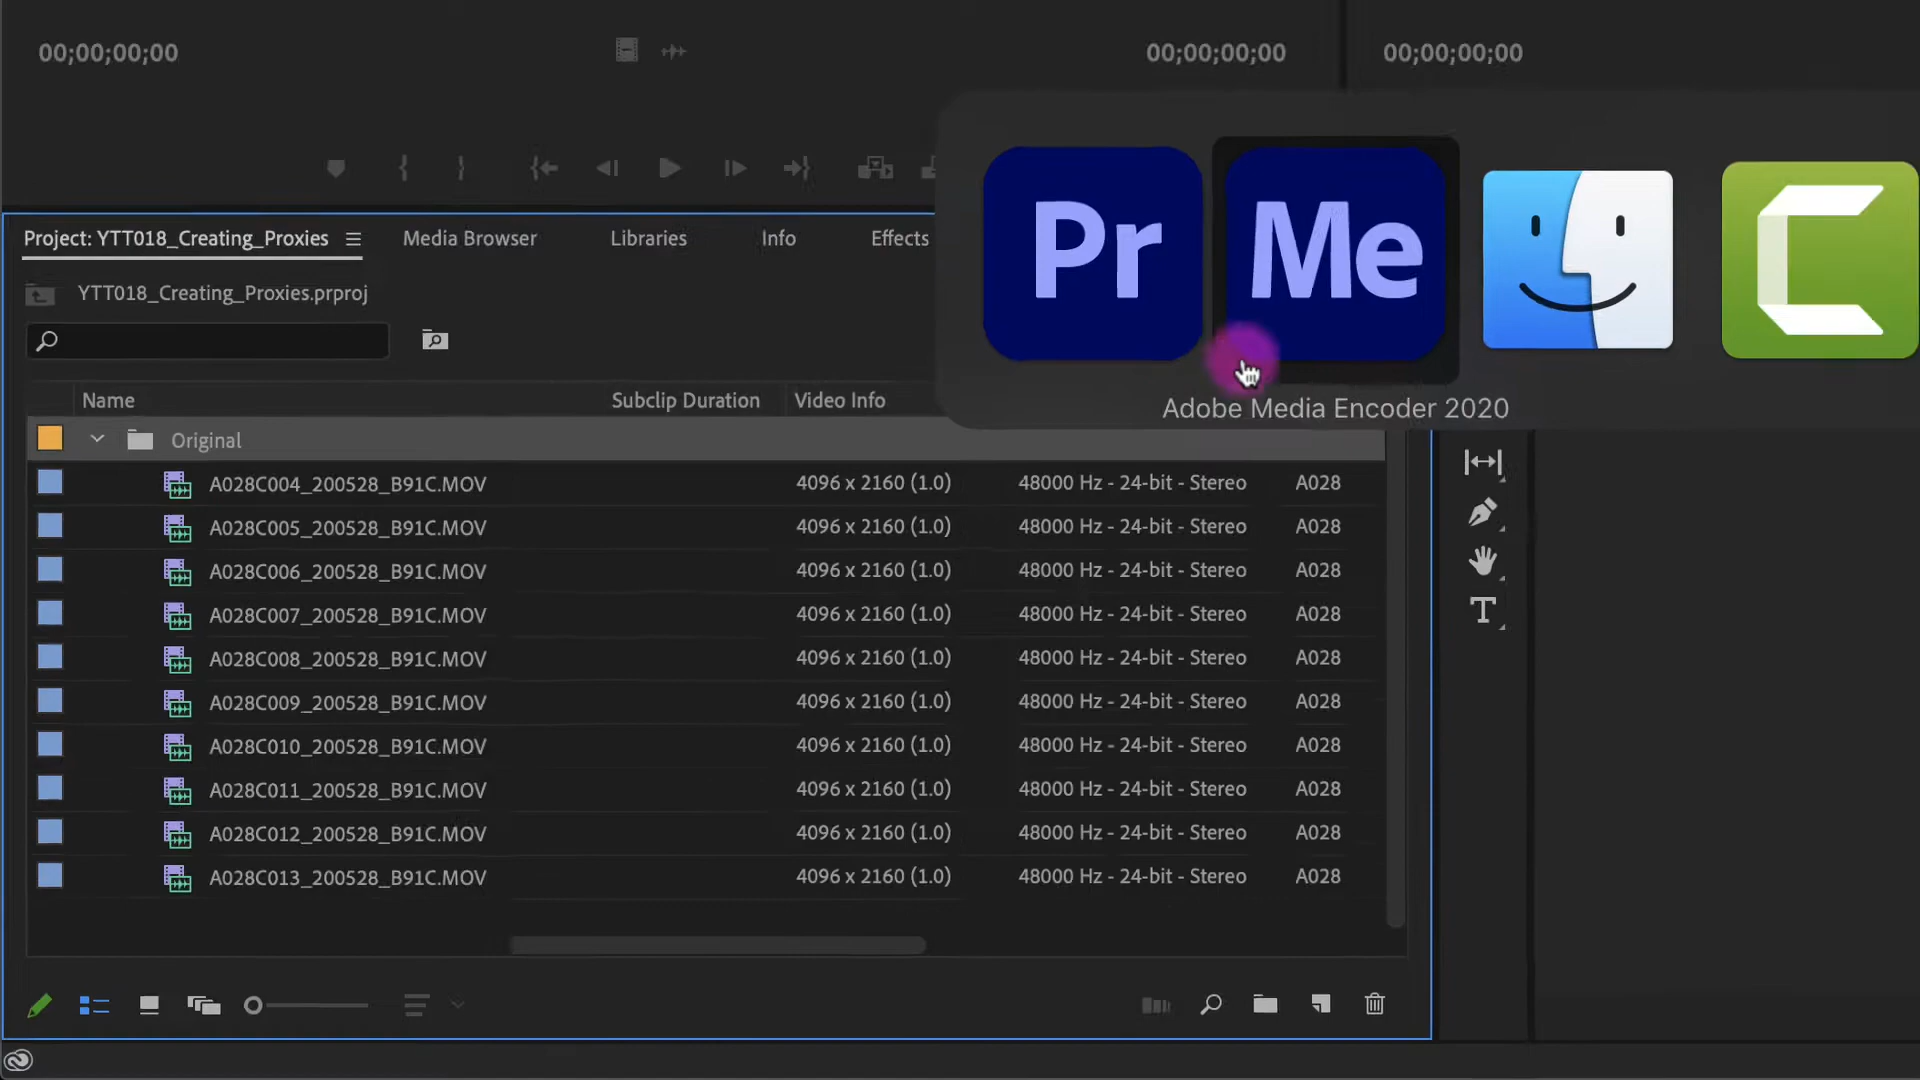 00;00;00;00
00;00;00;00
00;00;00;00
Pr
Me
Adobe Media Encoder 2020
Project: YTT018_Creating_Proxies
Media Browser
Libraries
Info
Effects
YTT018_Creating_Proxies.prproj
Name
Subclip Duration
Video Info
Original
A028C004_200528_B91C.MOV 4096 x 2160 (1.0) 48000 Hz - 24-bit - Stereo A028
A028C005_200528_B91C.MOV 4096 x 2160 (1.0) 48000 Hz - 24-bit - Stereo A028
A028C006_200528_B91C.MOV 4096 x 2160 (1.0) 48000 Hz - 24-bit - Stereo A028
A028C007_200528_B91C.MOV 4096 x 2160 (1.0) 48000 Hz - 24-bit - Stereo A028
A028C008_200528_B91C.MOV 4096 x 2160 (1.0) 48000 Hz - 24-bit - Stereo A028
A028C009_200528_B91C.MOV 4096 x 2160 (1.0) 48000 Hz - 24-bit - Stereo A028
A028C010_200528_B91C.MOV 4096 x 2160 (1.0) 48000 Hz - 24-bit - Stereo A028
A028C011_200528_B91C.MOV 4096 x 2160 (1.0) 48000 Hz - 24-bit - Stereo A028
A028C012_200528_B91C.MOV 4096 x 2160 (1.0) 48000 Hz - 24-bit - Stereo A028
A028C013_200528_B91C.MOV 4096 x 2160 (1.0) 48000 Hz - 24-bit - Stereo A028